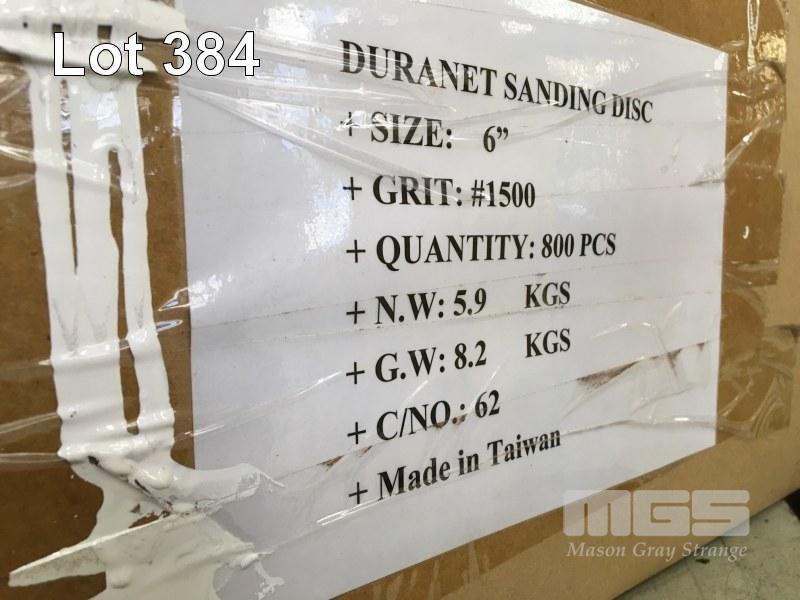 Lot 384
DURANET SANDING DISC
+ SIZE: 6”
+ GRIT: #1500
+ QUANTITY: 800 PCS
+ N.W: 5.9 KGS
+ G.W: 8.2 KGS
+ C/NO.: 62
+ Made in Taiwan
MGS
Mason Gray Strange